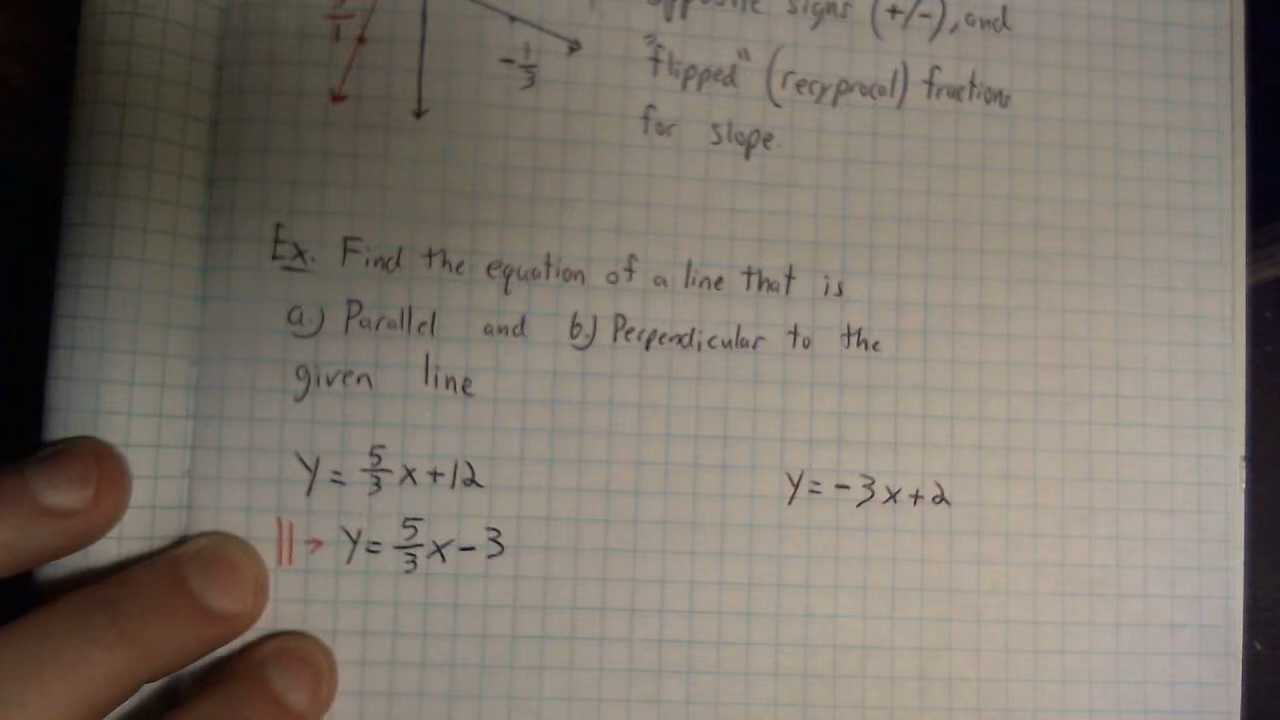 opposite signs (+/-), and
"flipped" (recyprocal) fractions
for slope.
-1/3
Ex. Find the equation of a line that is
a.) Parallel and b.) Perpendicular to the
given line
y = 5/3 x + 12
y = -3x + 2
|| → y = 5/3 x - 3